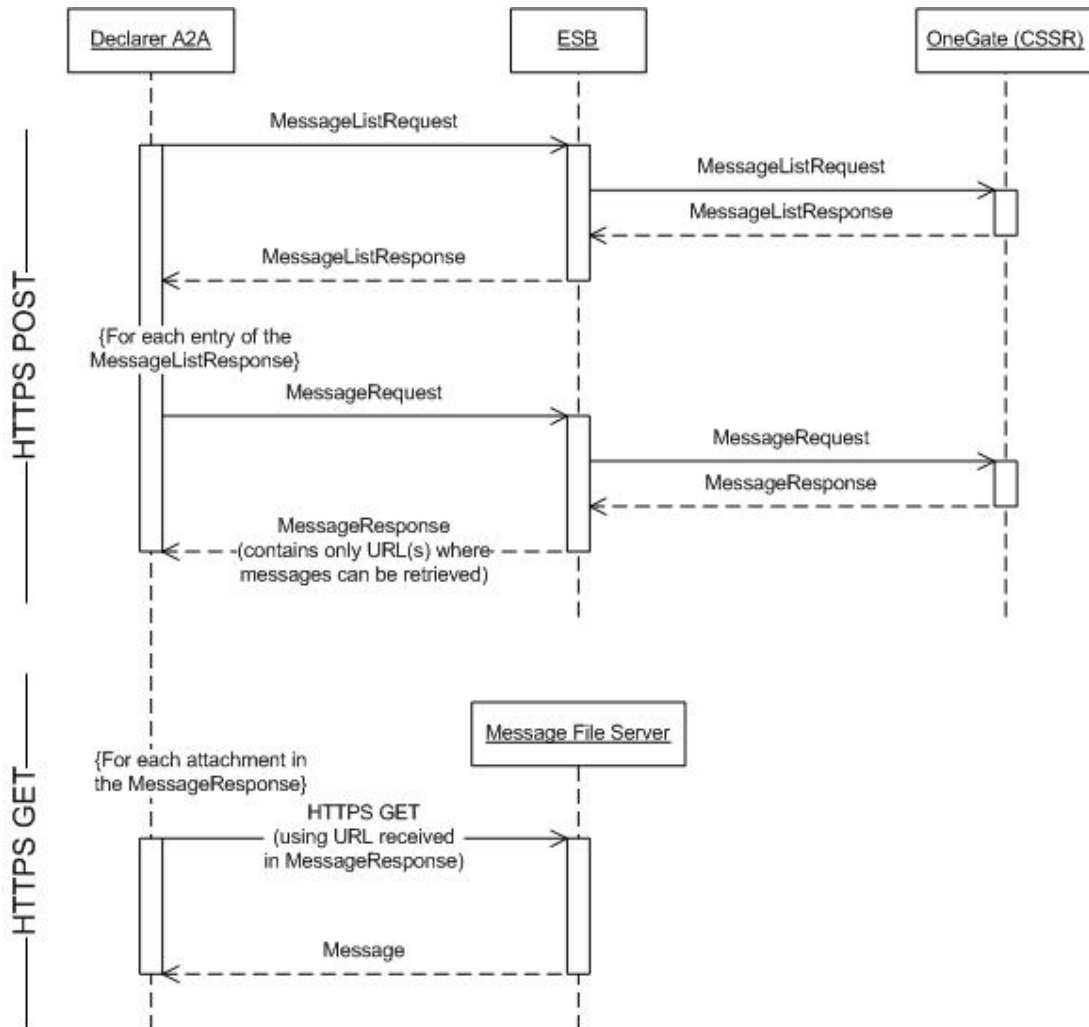 Declarer A2A
ESB
OneGate (CSSR)
MessageListRequest
MessageListRequest
MessageListResponse
MessageListResponse
HTTPS POST
{For each entry of the
MessageListResponse}
MessageRequest
MessageRequest
MessageResponse
MessageResponse
(contains only URL(s) where
messages can be retrieved)
Message File Server
HTTPS GET
{For each attachment in
the MessageResponse}
HTTPS GET
(using URL received
in MessageResponse)
Message